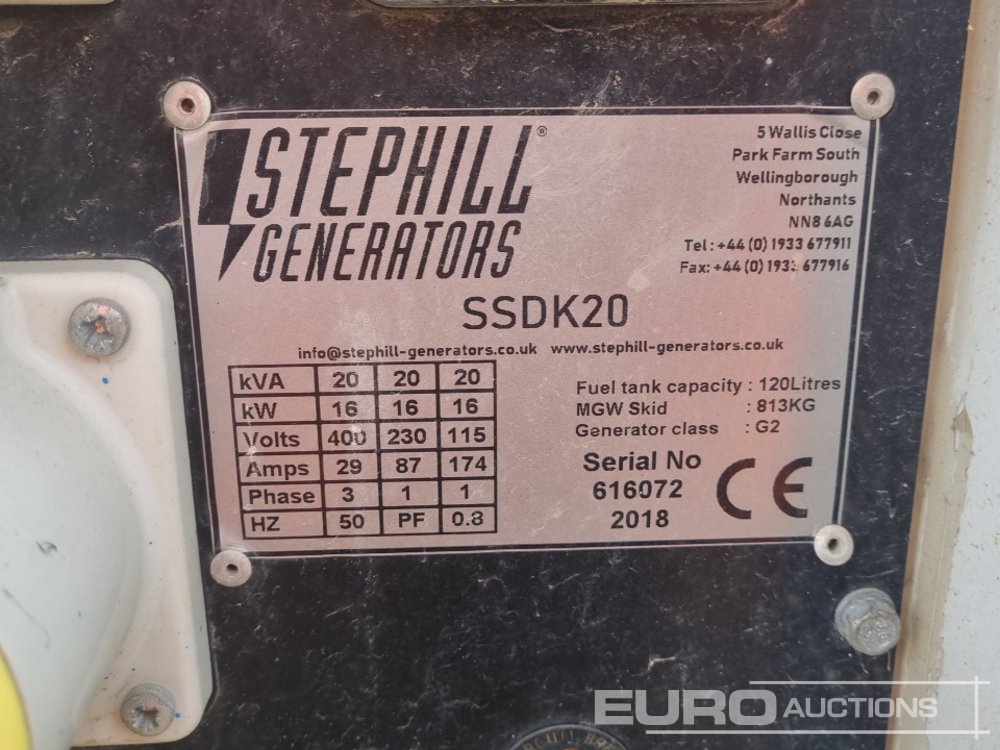 STEPHILL®
GENERATORS
5 Wallis Close
Park Farm South
Wellingborough
Northants
NN8 6AG
Tel: +44 (0) 1933 677911
Fax: +44 (0) 1933 677916
SSDK20
info@stephill-generators.co.uk www.stephill-generators.co.uk
kVA 20 20 20
kW 16 16 16
Volts 400 230 115
Amps 29 87 174
Phase 3 1 1
HZ 50 PF 0.8
Fuel tank capacity : 120Litres
MGW Skid : 813KG
Generator class : G2
Serial No
616072
2018
CE
EURO AUCTIONS